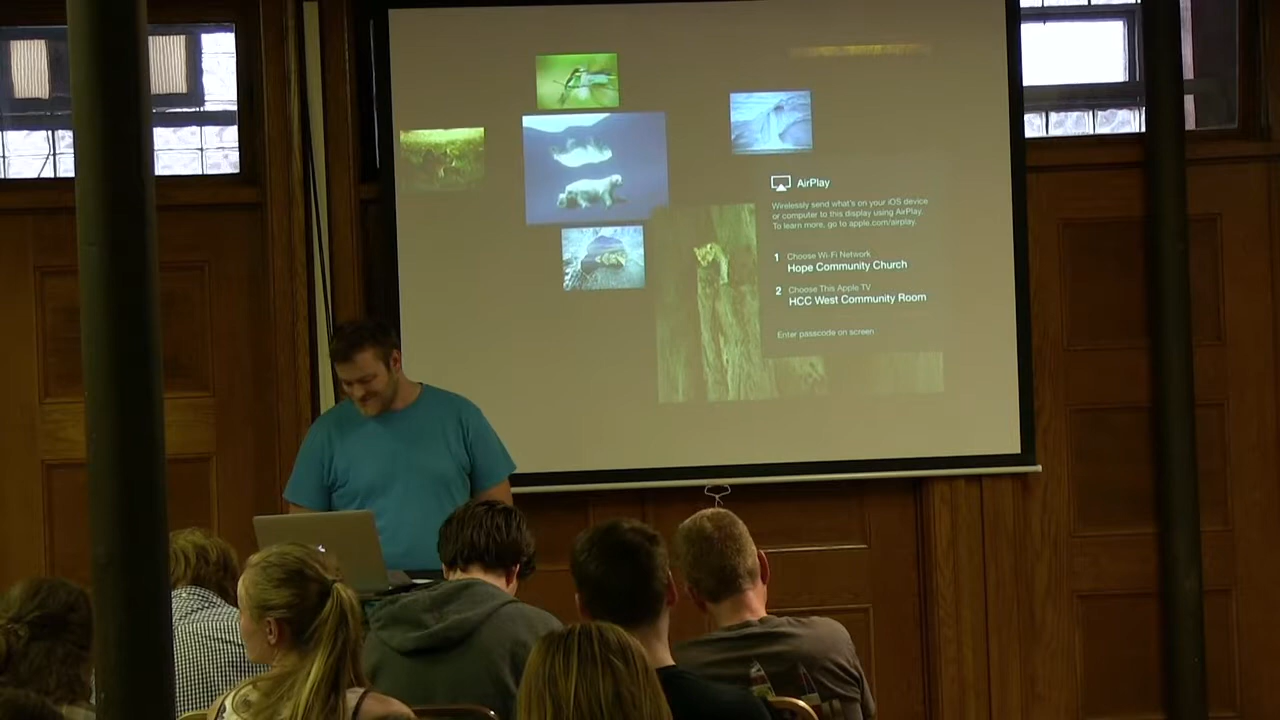 AirPlay
Wirelessly send what's on your iOS device
or computer to this display using AirPlay.
To learn more, go to apple.com/airplay.
1 Choose Wi-Fi Network
Hope Community Church
2 Choose This Apple TV
HCC West Community Room
Enter passcode on screen